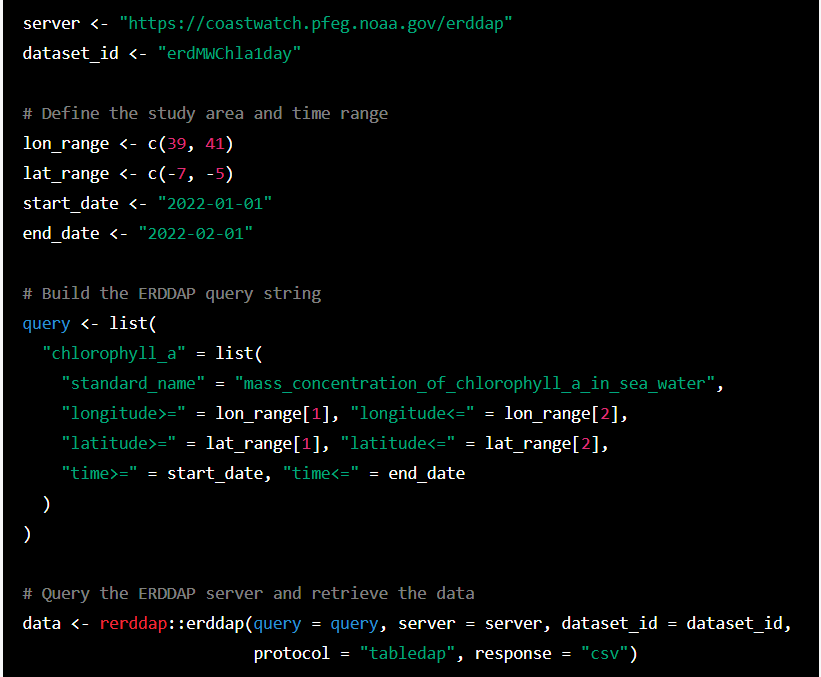 server <- "https://coastwatch.pfeg.noaa.gov/erddap"
dataset_id <- "erdMWChla1day"
# Define the study area and time range
lon_range <- c(39, 41)
lat_range <- c(-7, -5)
start_date <- "2022-01-01"
end_date <- "2022-02-01"
# Build the ERDDAP query string
query <- list(
  "chlorophyll_a" = list(
    "standard_name" = "mass_concentration_of_chlorophyll_a_in_sea_water",
    "longitude>=" = lon_range[1], "longitude<=" = lon_range[2],
    "latitude>=" = lat_range[1], "latitude<=" = lat_range[2],
    "time>=" = start_date, "time<=" = end_date
  )
)
# Query the ERDDAP server and retrieve the data
data <- rerddap::erddap(query = query, server = server, dataset_id = dataset_id,
                        protocol = "tabledap", response = "csv")